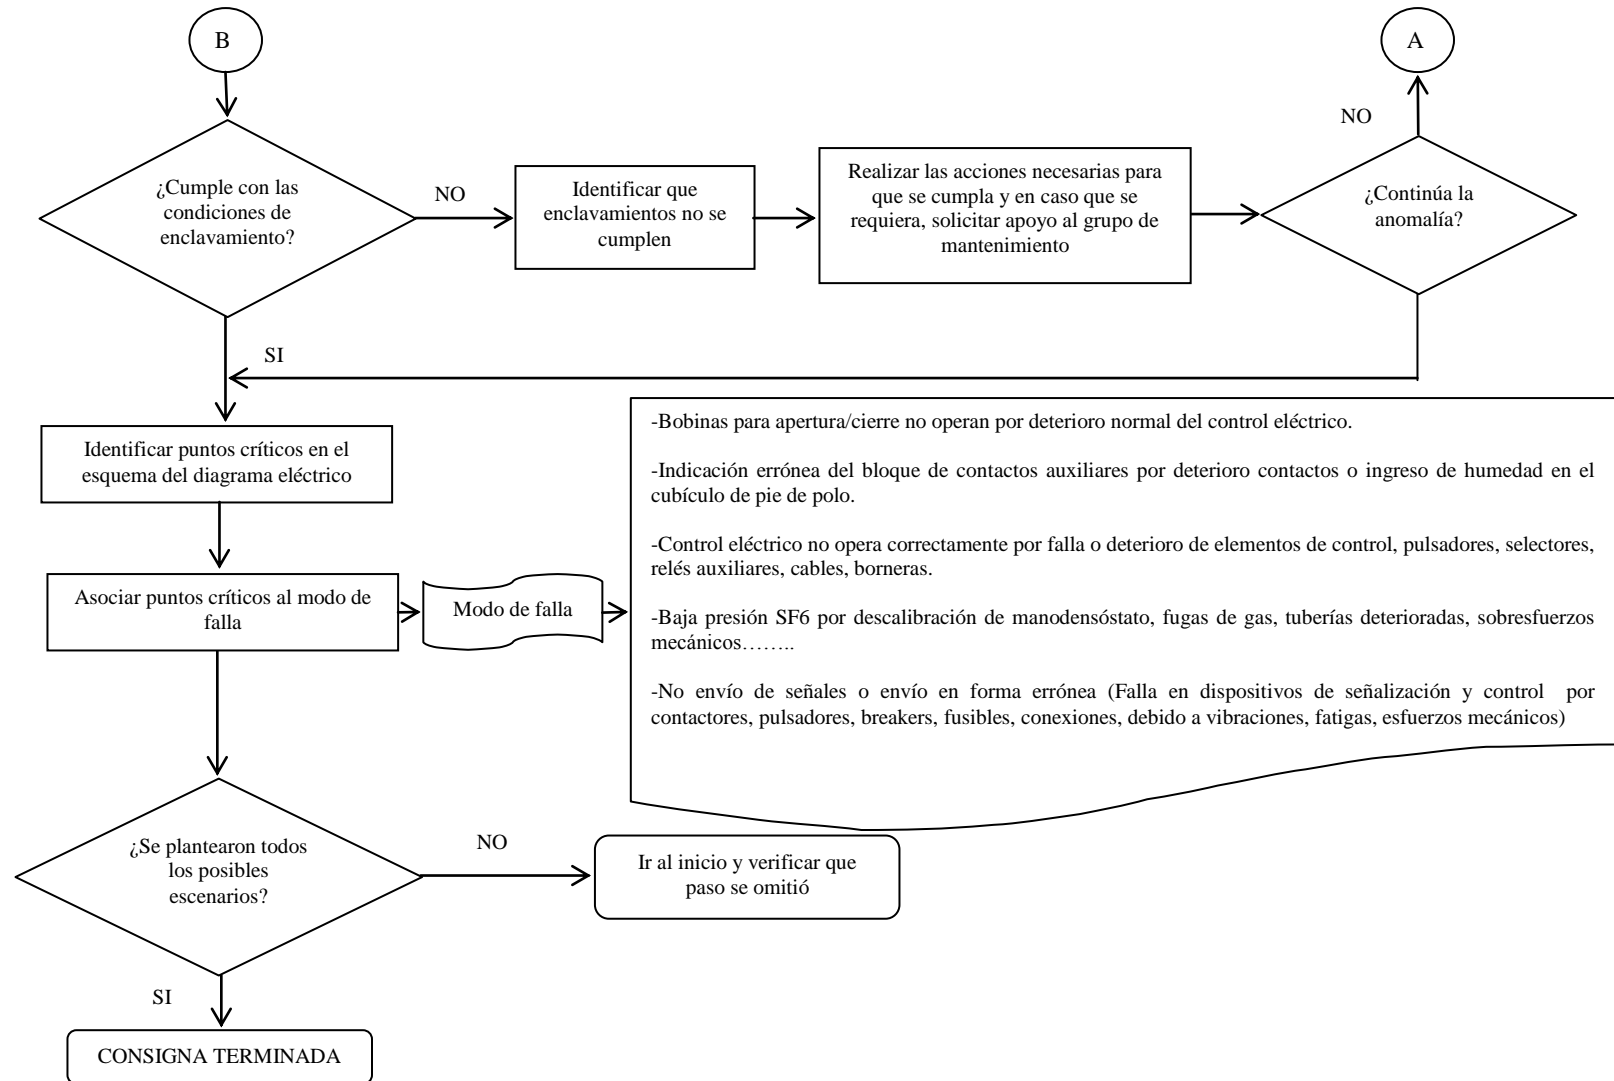 B
A
NO
¿Cumple con las
condiciones de
enclavamiento?
NO
Identificar que
enclavamientos no se
cumplen
Realizar las acciones necesarias para
que se cumpla y en caso que se
requiera, solicitar apoyo al grupo de
mantenimiento
¿Continúa la
anomalía?
SI
Identificar puntos críticos en el
esquema del diagrama eléctrico
Asociar puntos críticos al modo de
falla
Modo de falla
-Bobinas para apertura/cierre no operan por deterioro normal del control eléctrico.
-Indicación errónea del bloque de contactos auxiliares por deterioro contactos o ingreso de humedad en el
cubículo de pie de polo.
-Control eléctrico no opera correctamente por falla o deterioro de elementos de control, pulsadores, selectores,
relés auxiliares, cables, borneras.
-Baja presión SF6 por descalibración de manodensóstato, fugas de gas, tuberías deterioradas, sobresfuerzos
mecánicos……..
-No envío de señales o envío en forma errónea (Falla en dispositivos de señalización y control por
contactores, pulsadores, breakers, fusibles, conexiones, debido a vibraciones, fatigas, esfuerzos mecánicos)
¿Se plantearon todos
los posibles
escenarios?
NO
Ir al inicio y verificar que
paso se omitió
SI
CONSIGNA TERMINADA